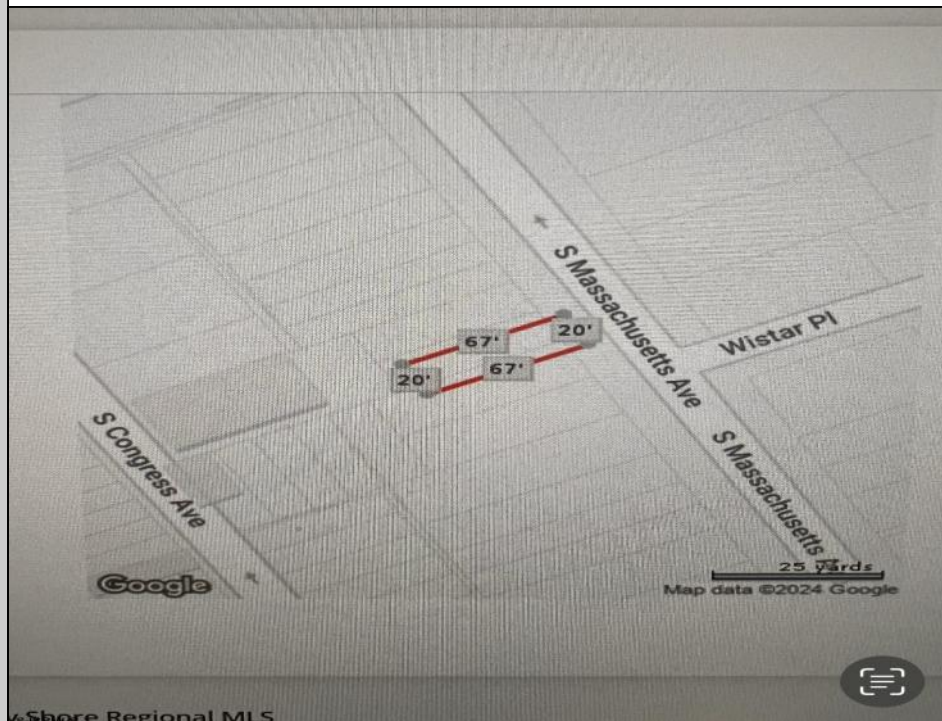 S Massachusetts Ave
Wistar Pl
67'
20'
67'
20'
S Congress Ave
S Massachusetts
25 yards
Google
Map data ©2024 Google
Shore Regional MLS